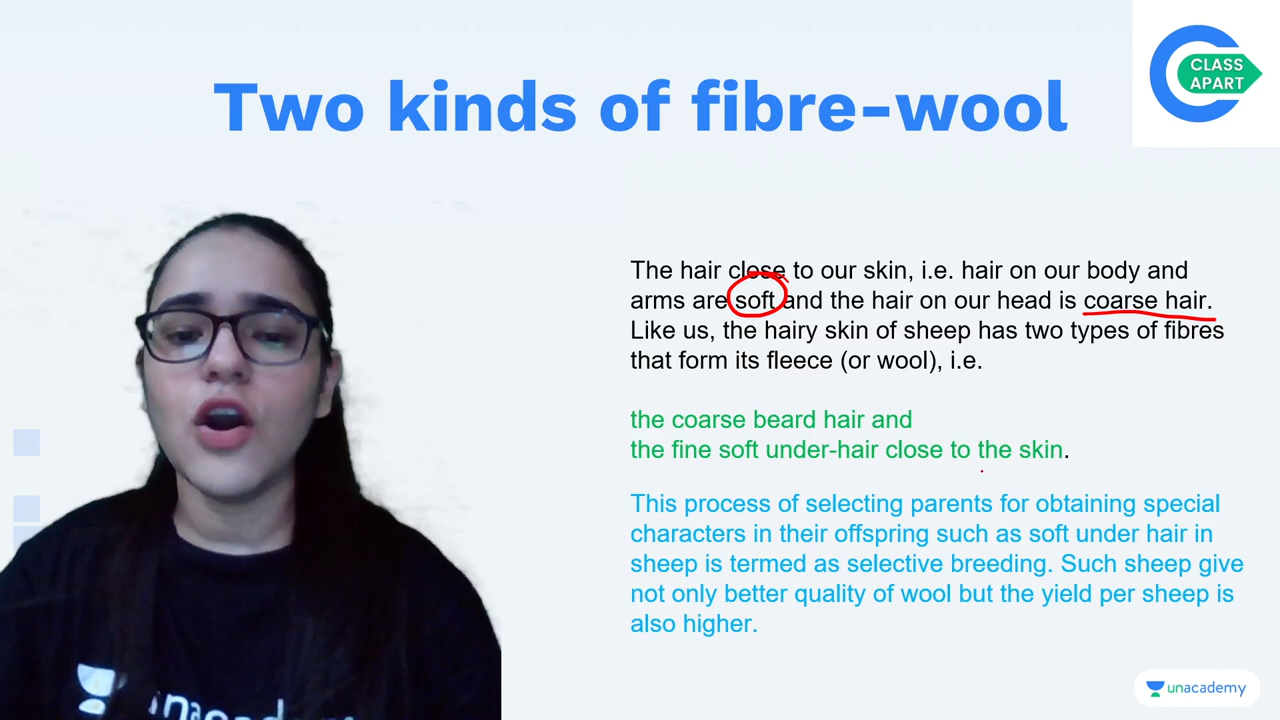 CLASS
APART
Two kinds of fibre-wool
The hair close to our skin, i.e. hair on our body and
arms are soft and the hair on our head is coarse hair.
Like us, the hairy skin of sheep has two types of fibres
that form its fleece (or wool), i.e.
the coarse beard hair and
the fine soft under-hair close to the skin.
This process of selecting parents for obtaining special
characters in their offspring such as soft under hair in
sheep is termed as selective breeding. Such sheep give
not only better quality of wool but the yield per sheep is
also higher.
unacademy
unacademy